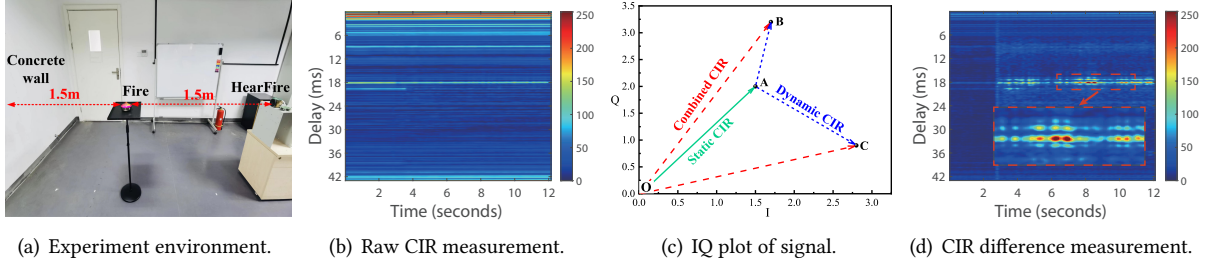 Concrete
wall
1.5m
Fire
1.5m
HearFire
(a) Experiment environment.
Delay (ms)
6
12
18
24
30
36
42
0 2 4 6 8 10 12
Time (seconds)
250
200
150
100
50
0
(b) Raw CIR measurement.
Q
3.5
3.0
2.5
2.0
1.5
1.0
0.5
0.0
0.0 0.5 1.0 1.5 2.0 2.5 3.0
I
O
A
B
C
Combined CIR
Static CIR
Dynamic CIR
(c) IQ plot of signal.
Delay (ms)
6
12
18
24
30
36
42
0 2 4 6 8 10 12
Time (seconds)
250
200
150
100
50
0
(d) CIR difference measurement.